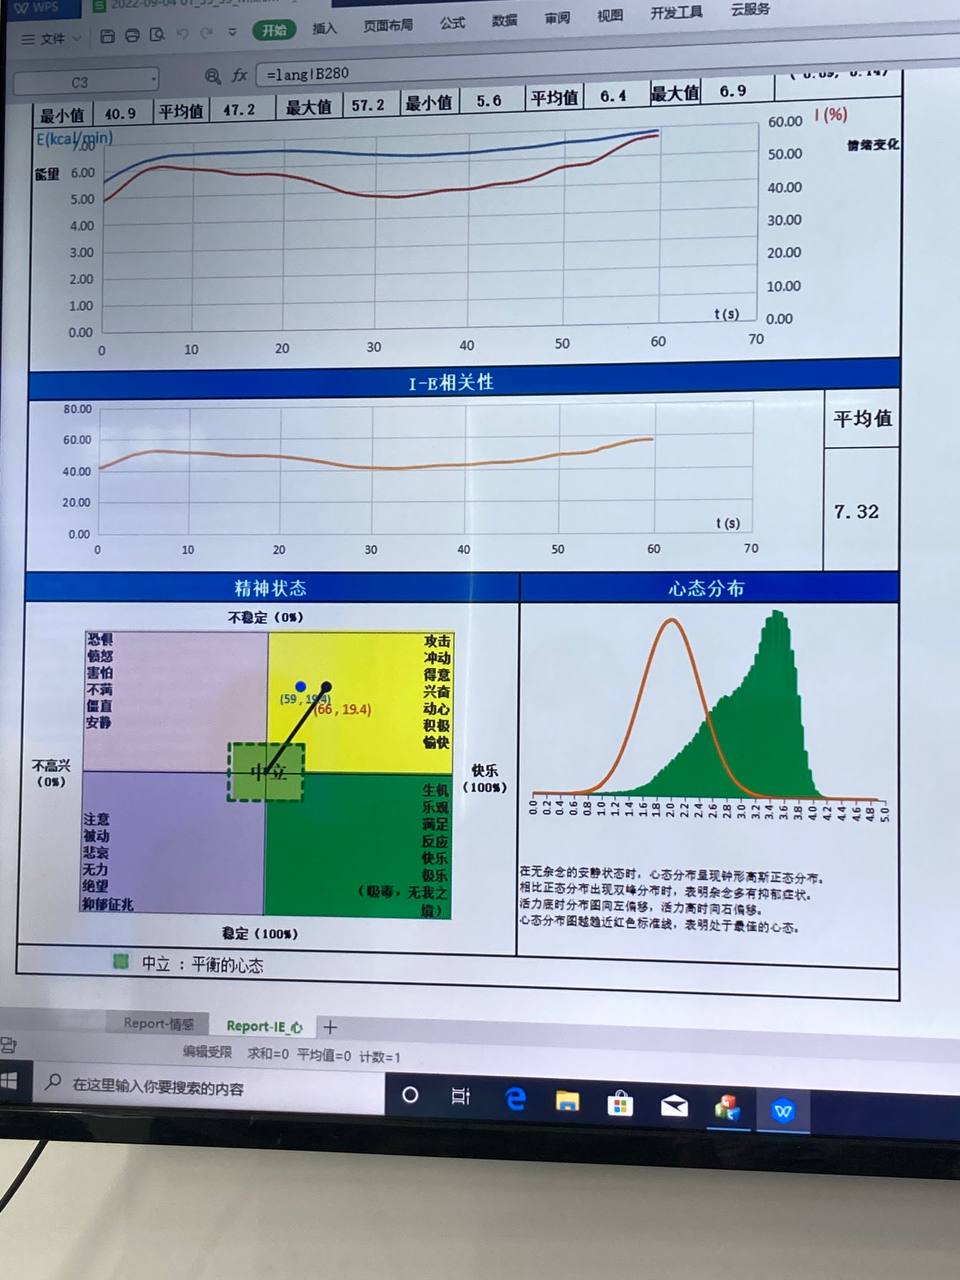 WPS
2022-09-04 01
文件
开始 插入 页面布局 公式 数据 审阅 视图 开发工具 云服务
C3
fx =lang!B280
最小值 40.9 平均值 47.2 最大值 57.2 最小值 5.6 平均值 6.4 最大值 6.9
E(kcal/min) I (%)
能量 情绪变化
7.00
6.00
5.00
4.00
3.00
2.00
1.00
0.00
60.00
50.00
40.00
30.00
20.00
10.00
0.00
t(s)
0 10 20 30 40 50 60 70
I-E相关性
平均值
7.32
80.00
60.00
40.00
20.00
0.00
t(s)
0 10 20 30 40 50 60 70
精神状态 心态分布
不稳定(0%)
恐惧
愤怒
害怕
不满
僵直
安静
攻击
冲动
得意
兴奋
动心
积极
愉快
(59 , 19.4)
(66 , 19.4)
中立
不高兴
(0%)
快乐
(100%)
注意
被动
悲哀
无力
绝望
抑郁征兆
生机
乐观
满足
反应
快乐
极乐
(吸毒，无我之
境)
稳定(100%)
中立 : 平衡的心态
0.0 0.2 0.4 0.6 0.8 1.0 1.2 1.4 1.6 1.8 2.0 2.2 2.4 2.6 2.8 3.0 3.2 3.4 3.6 3.8 4.0 4.2 4.4 4.6 4.8 5.0
在无杂念的安静状态时，心态分布呈现钟形高斯正态分布。
相比正态分布出现双峰分布时，表明杂念多有抑郁症状。
活力底时分布图向左偏移，活力高时向右偏移。
心态分布图越趋近红色标准线，表明处于最佳的心态。
Report-情感 Report-IE_心
编辑受限 求和=0 平均值=0 计数=1
在这里输入你要搜索的内容